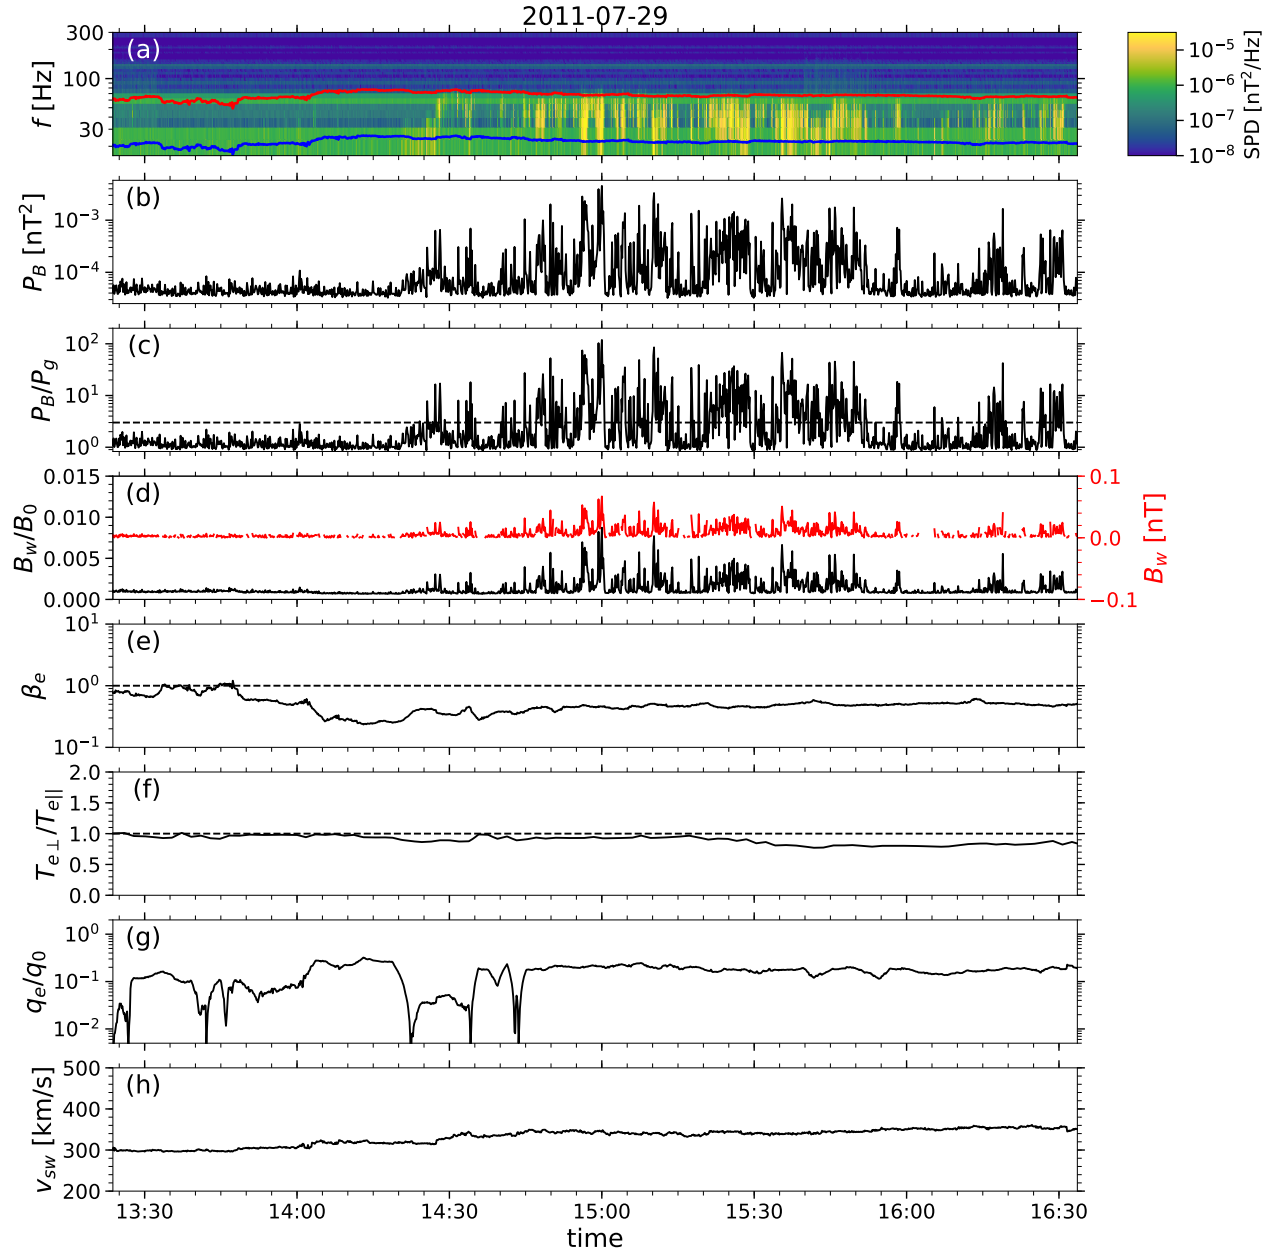 2011-07-29
(a)
300
100
30
f [Hz]
10⁻⁵
10⁻⁶
10⁻⁷
10⁻⁸
SPD [nT²/Hz]
(b)
10⁻³
10⁻⁴
P_B [nT²]
(c)
10²
10¹
10⁰
P_B/P_g
(d)
0.015
0.010
0.005
0.000
B_w/B_0
0.1
0.0
−0.1
B_w [nT]
(e)
10¹
10⁰
10⁻¹
β_e
(f)
2.0
1.5
1.0
0.5
0.0
T_e⊥/T_e||
(g)
10⁰
10⁻¹
10⁻²
q_e/q_0
(h)
500
400
300
200
v_sw [km/s]
13:30 14:00 14:30 15:00 15:30 16:00 16:30
time